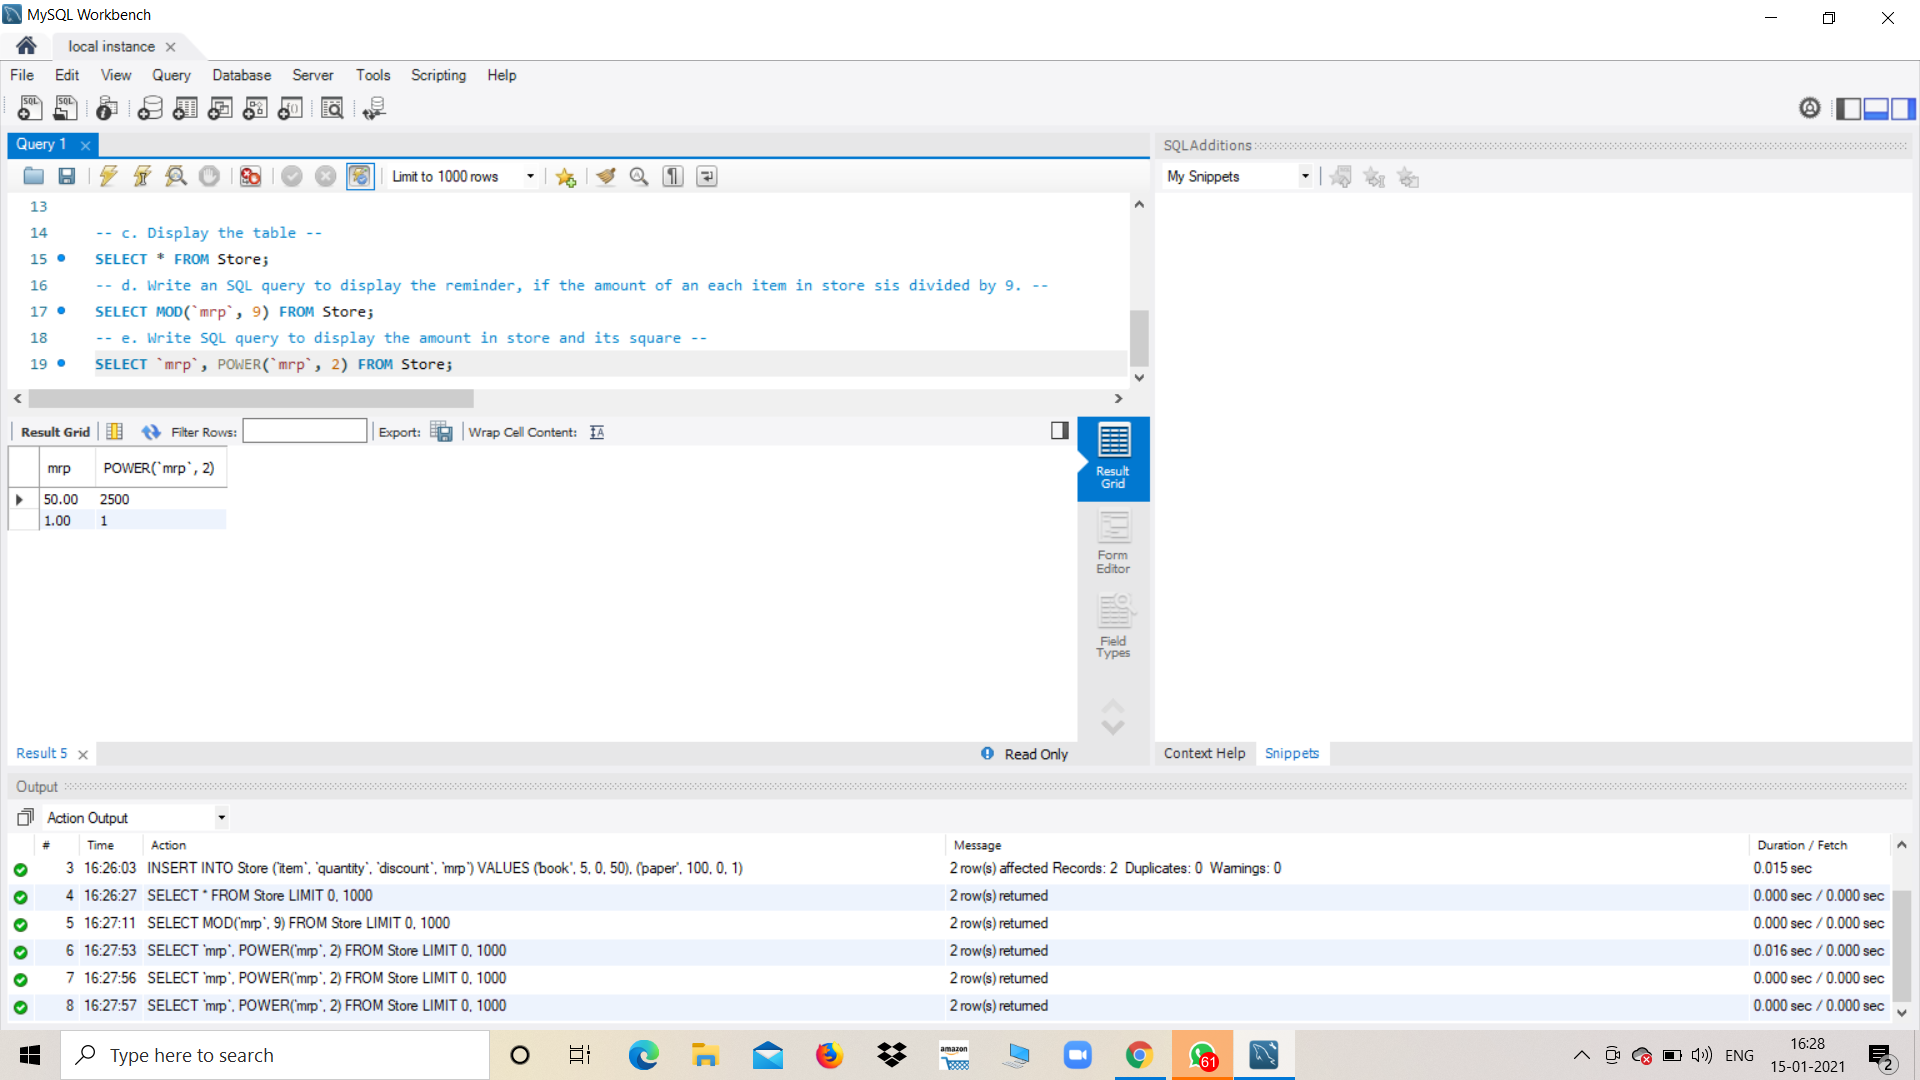 MySQL Workbench
local instance
File Edit View Query Database Server Tools Scripting Help
Query 1
SQLAdditions
Limit to 1000 rows
My Snippets
13
14 -- c. Display the table --
15 SELECT * FROM Store;
16 -- d. Write an SQL query to display the reminder, if the amount of an each item in store sis divided by 9. --
17 SELECT MOD(`mrp`, 9) FROM Store;
18 -- e. Write SQL query to display the amount in store and its square --
19 SELECT `mrp`, POWER(`mrp`, 2) FROM Store;
Result Grid Filter Rows: Export: Wrap Cell Content:
mrp POWER(`mrp`, 2)
50.00 2500
1.00 1
Result Grid
Form Editor
Field Types
Result 5
Read Only
Context Help Snippets
Output
Action Output
# Time Action Message Duration / Fetch
3 16:26:03 INSERT INTO Store (`item`, `quantity`, `discount`, `mrp`) VALUES ('book', 5, 0, 50), ('paper', 100, 0, 1) 2 row(s) affected Records: 2 Duplicates: 0 Warnings: 0 0.015 sec
4 16:26:27 SELECT * FROM Store LIMIT 0, 1000 2 row(s) returned 0.000 sec / 0.000 sec
5 16:27:11 SELECT MOD(`mrp`, 9) FROM Store LIMIT 0, 1000 2 row(s) returned 0.000 sec / 0.000 sec
6 16:27:53 SELECT `mrp`, POWER(`mrp`, 2) FROM Store LIMIT 0, 1000 2 row(s) returned 0.016 sec / 0.000 sec
7 16:27:56 SELECT `mrp`, POWER(`mrp`, 2) FROM Store LIMIT 0, 1000 2 row(s) returned 0.000 sec / 0.000 sec
8 16:27:57 SELECT `mrp`, POWER(`mrp`, 2) FROM Store LIMIT 0, 1000 2 row(s) returned 0.000 sec / 0.000 sec
Type here to search
amazon
61
ENG
16:28
15-01-2021
2